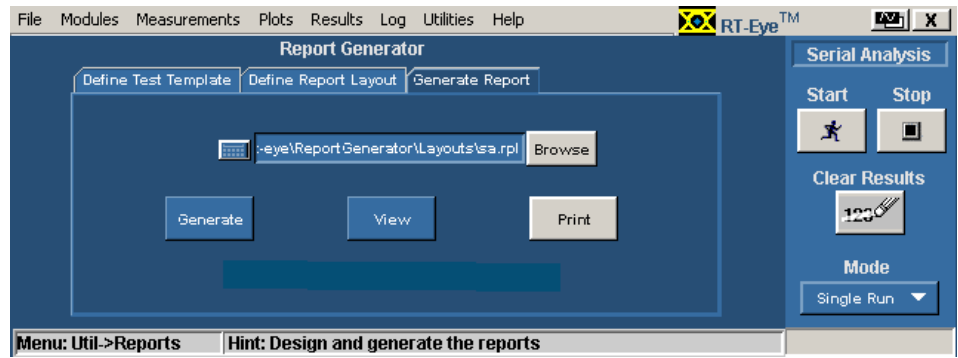 File Modules Measurements Plots Results Log Utilities Help
RT-Eye™
X
Report Generator
Define Test Template Define Report Layout Generate Report
:-eye\ReportGenerator\Layouts\sa.rpl Browse
Generate View Print
Serial Analysis
Start Stop
Clear Results
123
Mode
Single Run
Menu: Util->Reports Hint: Design and generate the reports